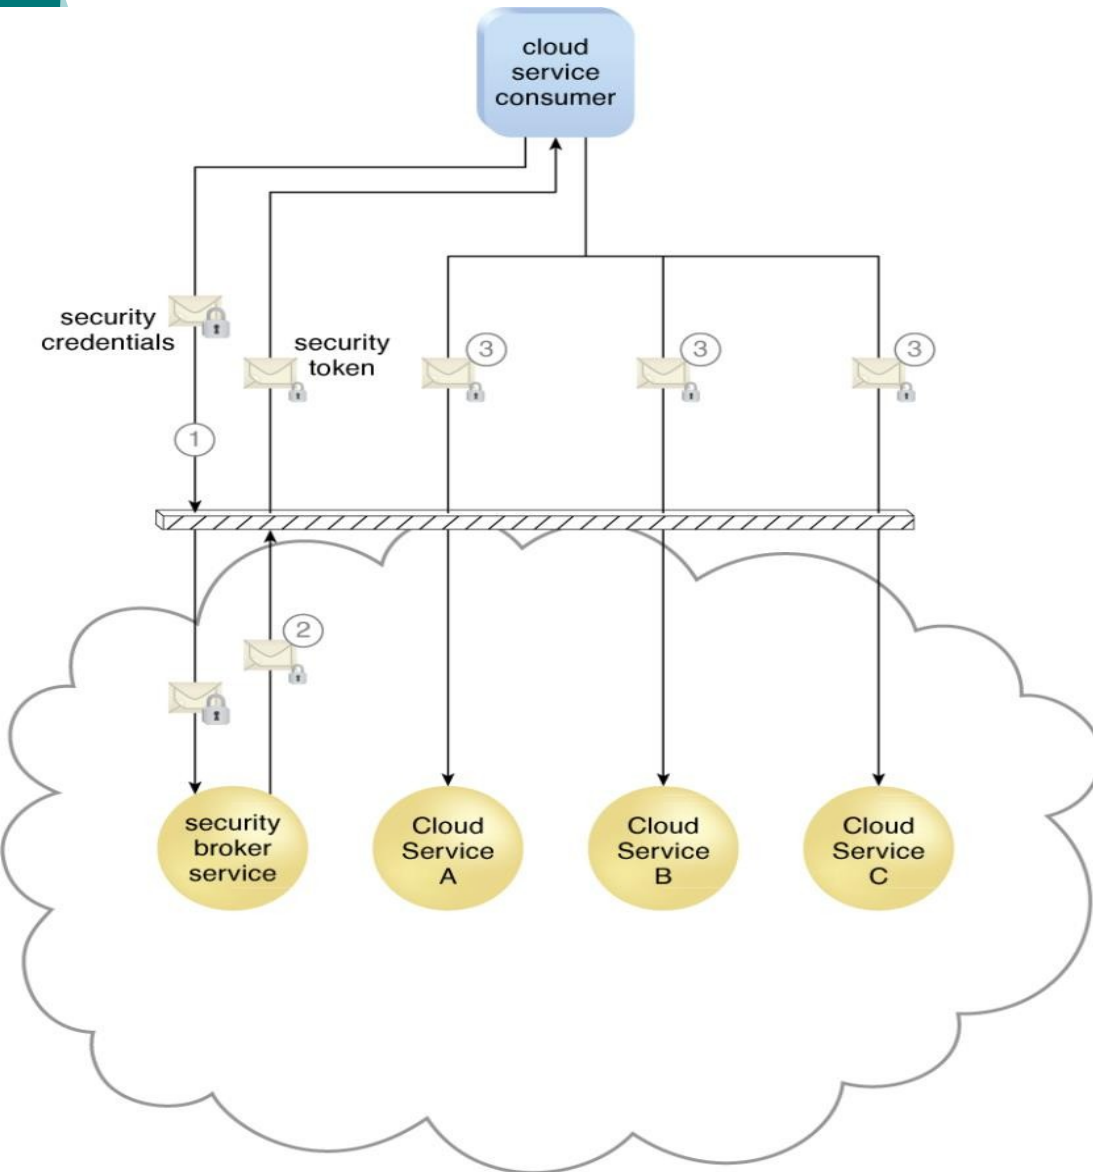 cloud
service
consumer
security
credentials
security
token
3
3
3
1
2
security
broker
service
Cloud
Service
A
Cloud
Service
B
Cloud
Service
C